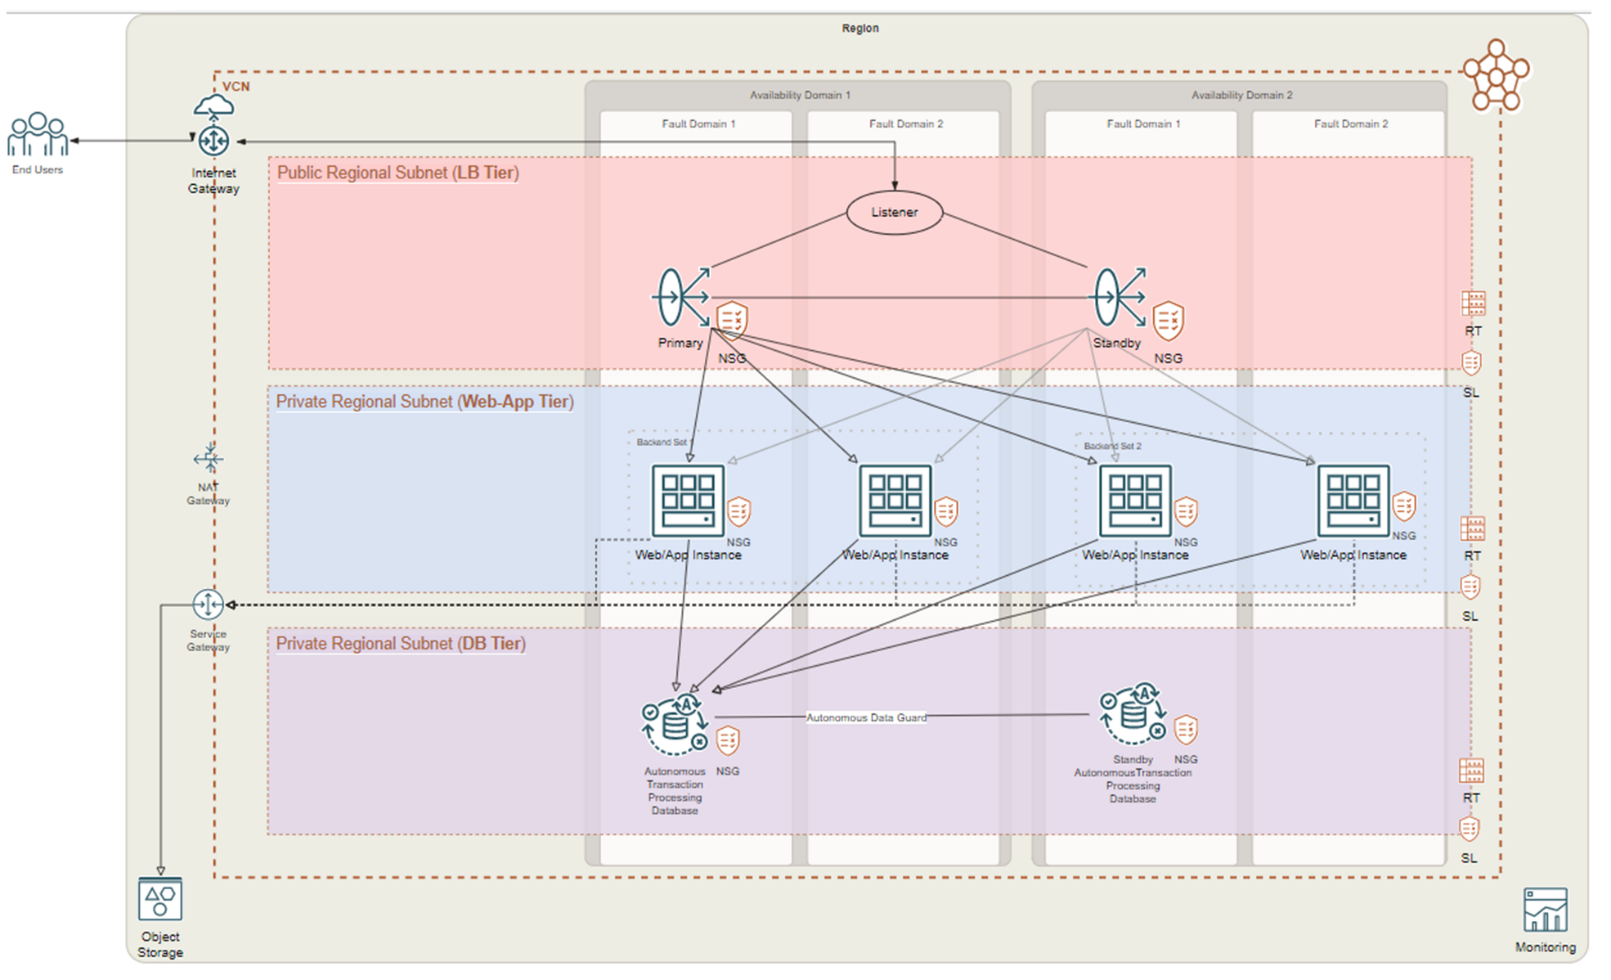 Region
VCN
Availability Domain 1
Availability Domain 2
Fault Domain 1
Fault Domain 2
Fault Domain 1
Fault Domain 2
End Users
Internet
Gateway
Public Regional Subnet (LB Tier)
Listener
Primary
NSG
Standby
NSG
RT
SL
Private Regional Subnet (Web-App Tier)
Backend Set 1
Backend Set 2
NAT
Gateway
NSG
Web/App Instance
NSG
Web/App Instance
NSG
Web/App Instance
NSG
Web/App Instance
RT
SL
Service
Gateway
Private Regional Subnet (DB Tier)
A
Autonomous Data Guard
A
NSG
Autonomous
Transaction
Processing
Database
NSG
Standby
AutonomousTransaction
Processing
Database
RT
SL
Object
Storage
Monitoring